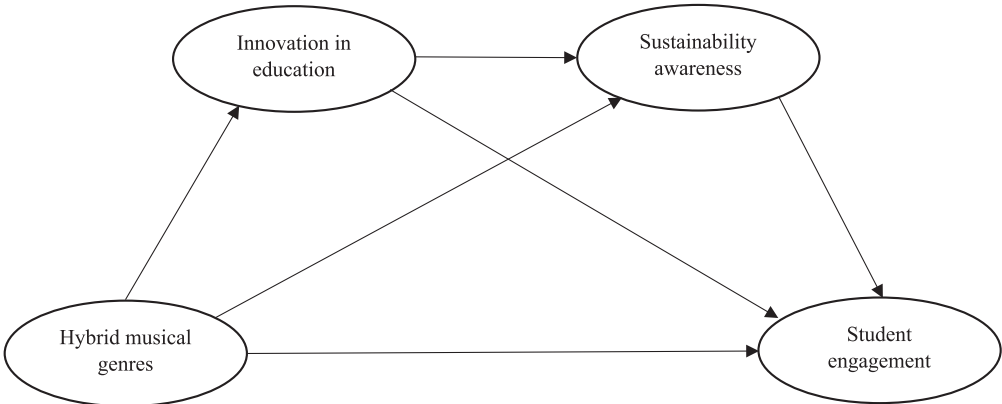 Innovation in
education
Sustainability
awareness
Hybrid musical
genres
Student
engagement